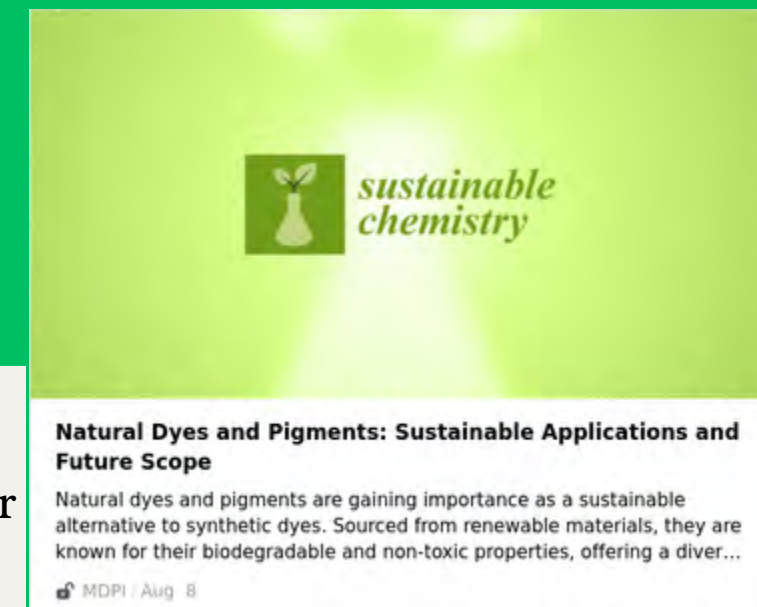 sustainable
chemistry
Natural Dyes and Pigments: Sustainable Applications and
Future Scope
r
Natural dyes and pigments are gaining importance as a sustainable
alternative to synthetic dyes. Sourced from renewable materials, they are
known for their biodegradable and non-toxic properties, offering a diver...
MDPI / Aug 8